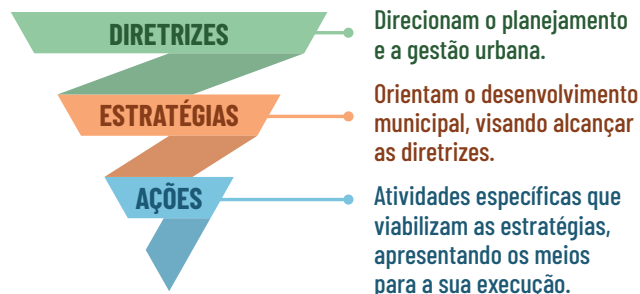 DIRETRIZES
Direcionam o planejamento
e a gestão urbana.
ESTRATÉGIAS
Orientam o desenvolvimento
municipal, visando alcançar
as diretrizes.
AÇÕES
Atividades específicas que
viabilizam as estratégias,
apresentando os meios
para a sua execução.